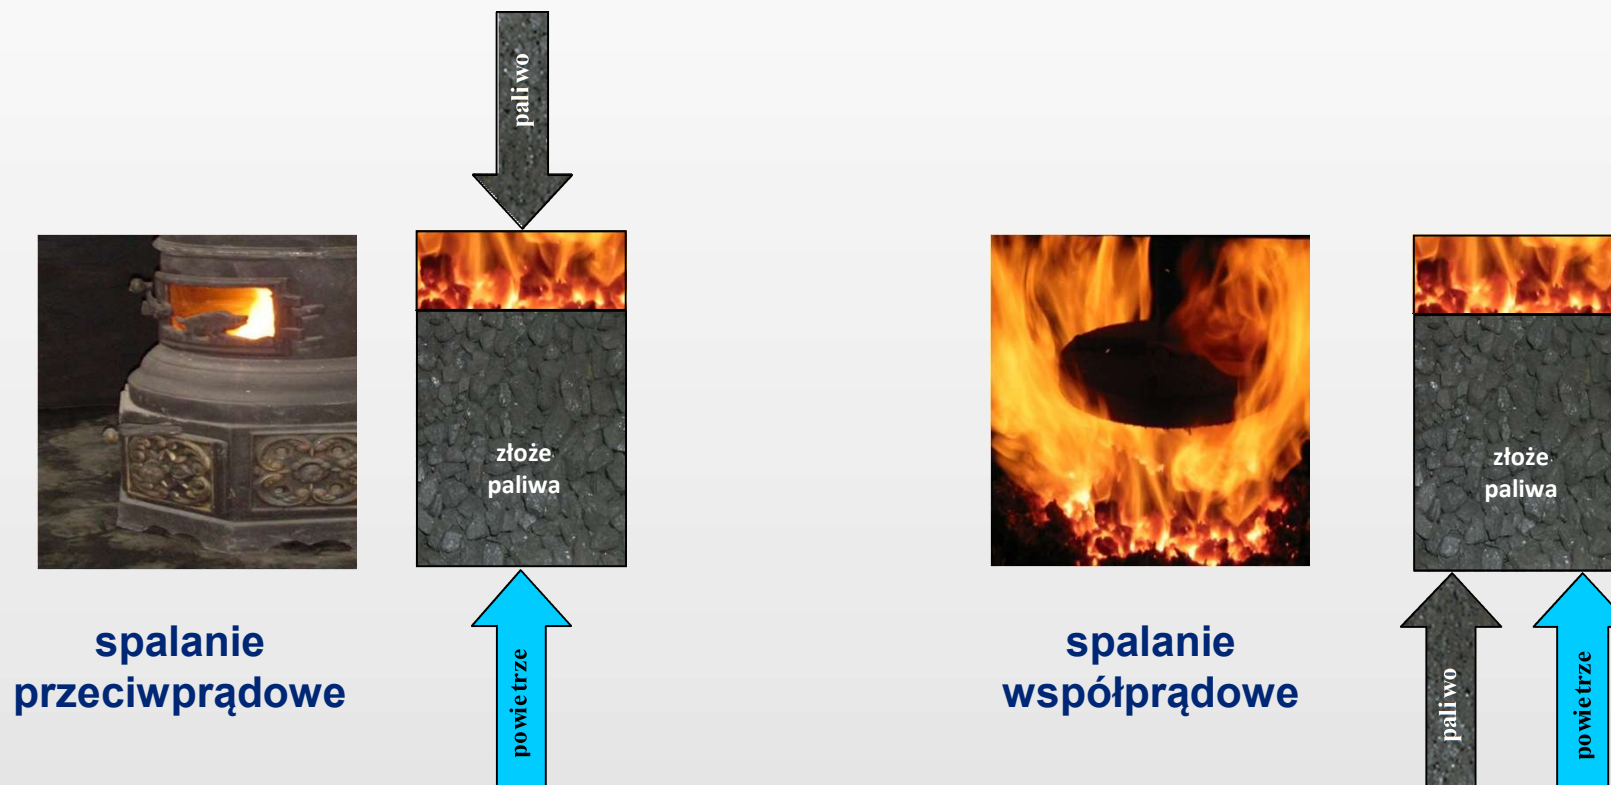 paliwo
złoże
paliwa
powietrze
spalanie
przeciwprądowe
złoże
paliwa
paliwo
powietrze
spalanie
współprądowe